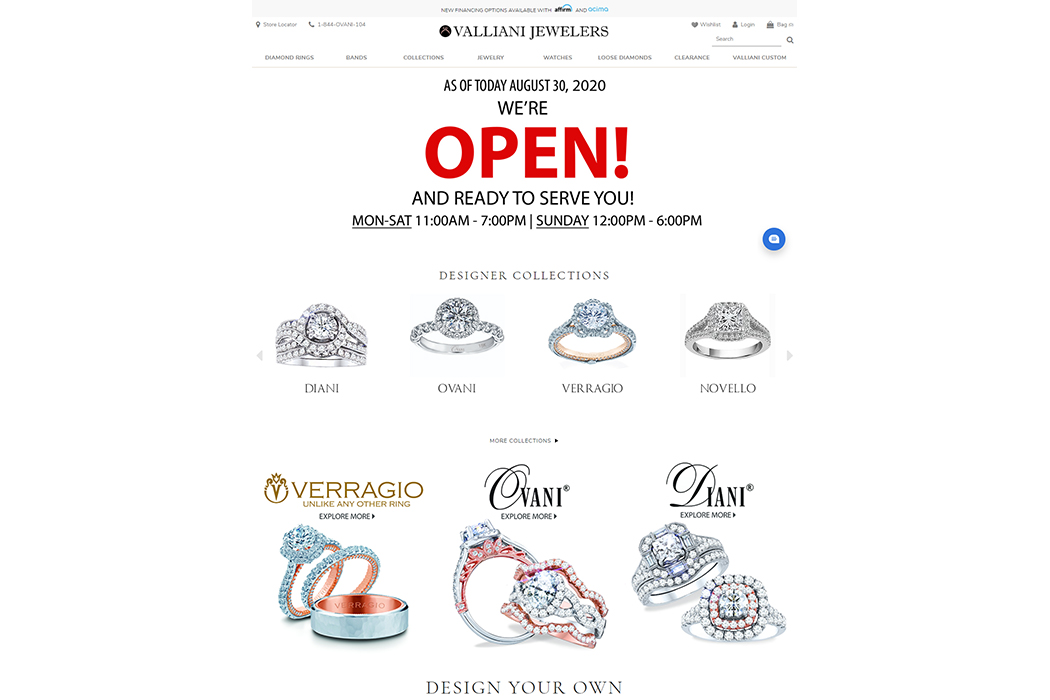 NEW FINANCING OPTIONS AVAILABLE WITH affirm AND acima
Store Locator 1-844-OVANI-104 Wishlist Login Bag
VALLIANI JEWELERS
Search
DIAMOND RINGS BANDS COLLECTIONS JEWELRY WATCHES LOOSE DIAMONDS CLEARANCE VALLIANI CUSTOM
AS OF TODAY AUGUST 30, 2020
WE'RE
OPEN!
AND READY TO SERVE YOU!
MON-SAT 11:00AM - 7:00PM | SUNDAY 12:00PM - 6:00PM
DESIGNER COLLECTIONS
DIANI OVANI VERRAGIO NOVELLO
MORE COLLECTIONS
VERRAGIO
UNLIKE ANY OTHER RING
EXPLORE MORE
OVANI®
EXPLORE MORE
DIANI®
EXPLORE MORE
VERRAGIO
DESIGN YOUR OWN